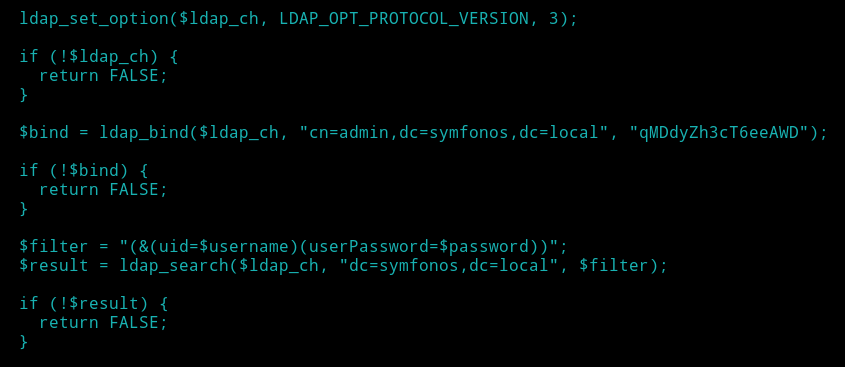 ldap_set_option($ldap_ch, LDAP_OPT_PROTOCOL_VERSION, 3);
if (!$ldap_ch) {
return FALSE;
}
$bind = ldap_bind($ldap_ch, "cn=admin,dc=symfonos,dc=local", "qMDdyZh3cT6eeAWD");
if (!$bind) {
return FALSE;
}
$filter = "(&(uid=$username)(userPassword=$password))";
$result = ldap_search($ldap_ch, "dc=symfonos,dc=local", $filter);
if (!$result) {
return FALSE;
}